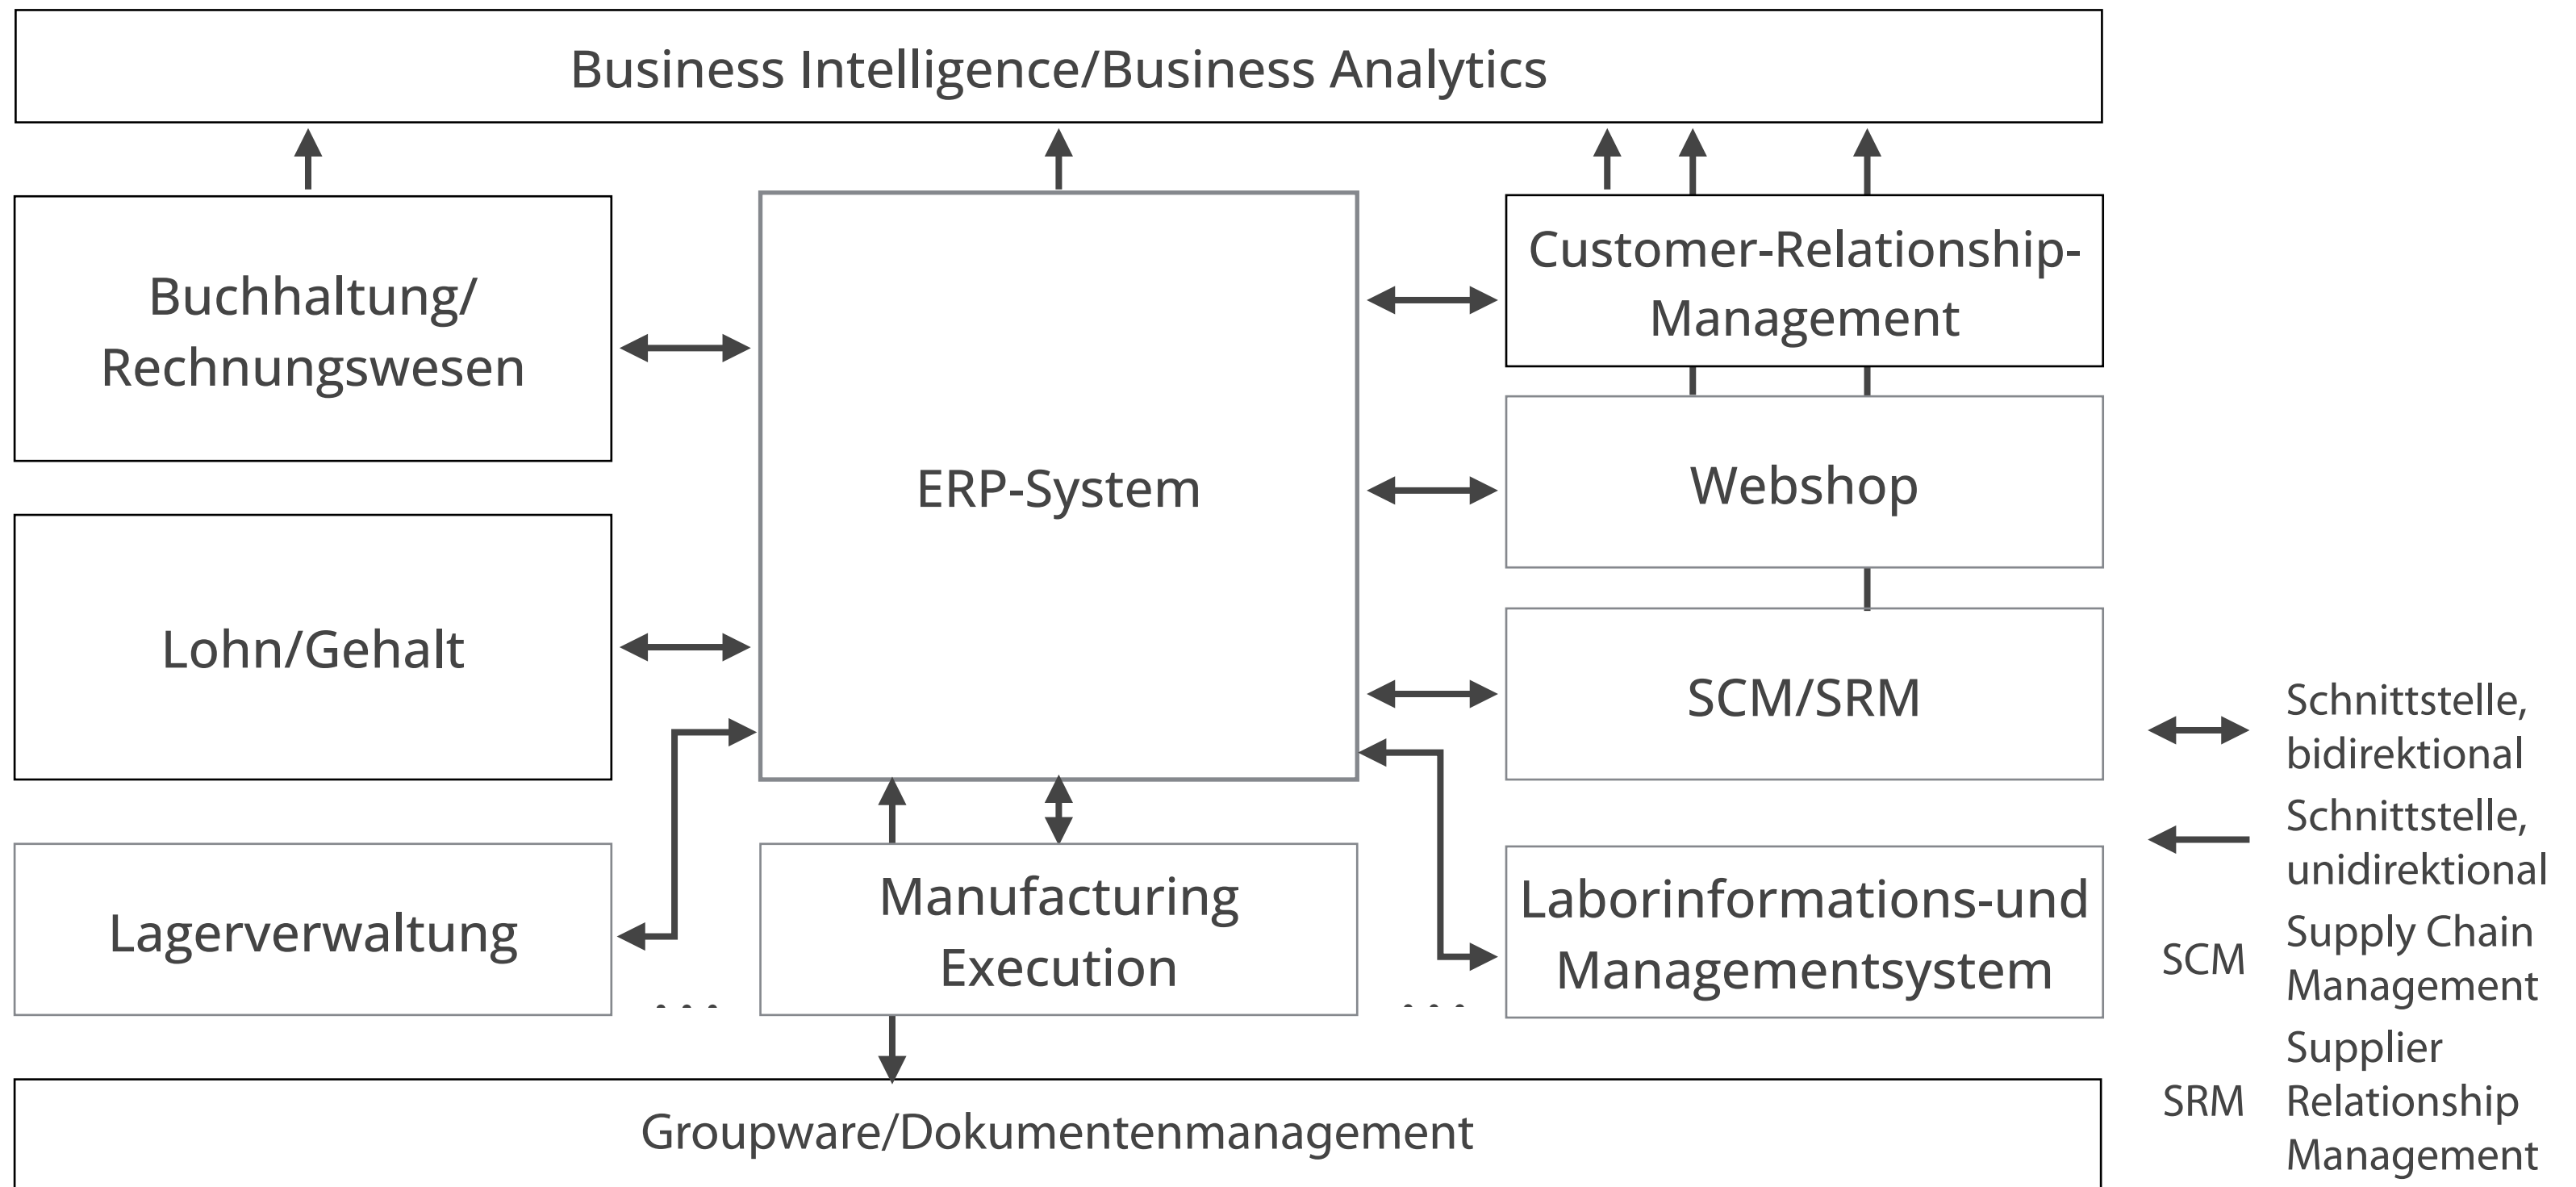 Business Intelligence/Business Analytics
Buchhaltung/
Rechnungswesen
ERP-System
Customer-Relationship-
Management
Webshop
Lohn/Gehalt
SCM/SRM
Lagerverwaltung
. . .
Manufacturing
Execution
. . .
Laborinformations-und
Managementsystem
Groupware/Dokumentenmanagement
Schnittstelle,
bidirektional
Schnittstelle,
unidirektional
SCM
Supply Chain
Management
SRM
Supplier
Relationship
Management